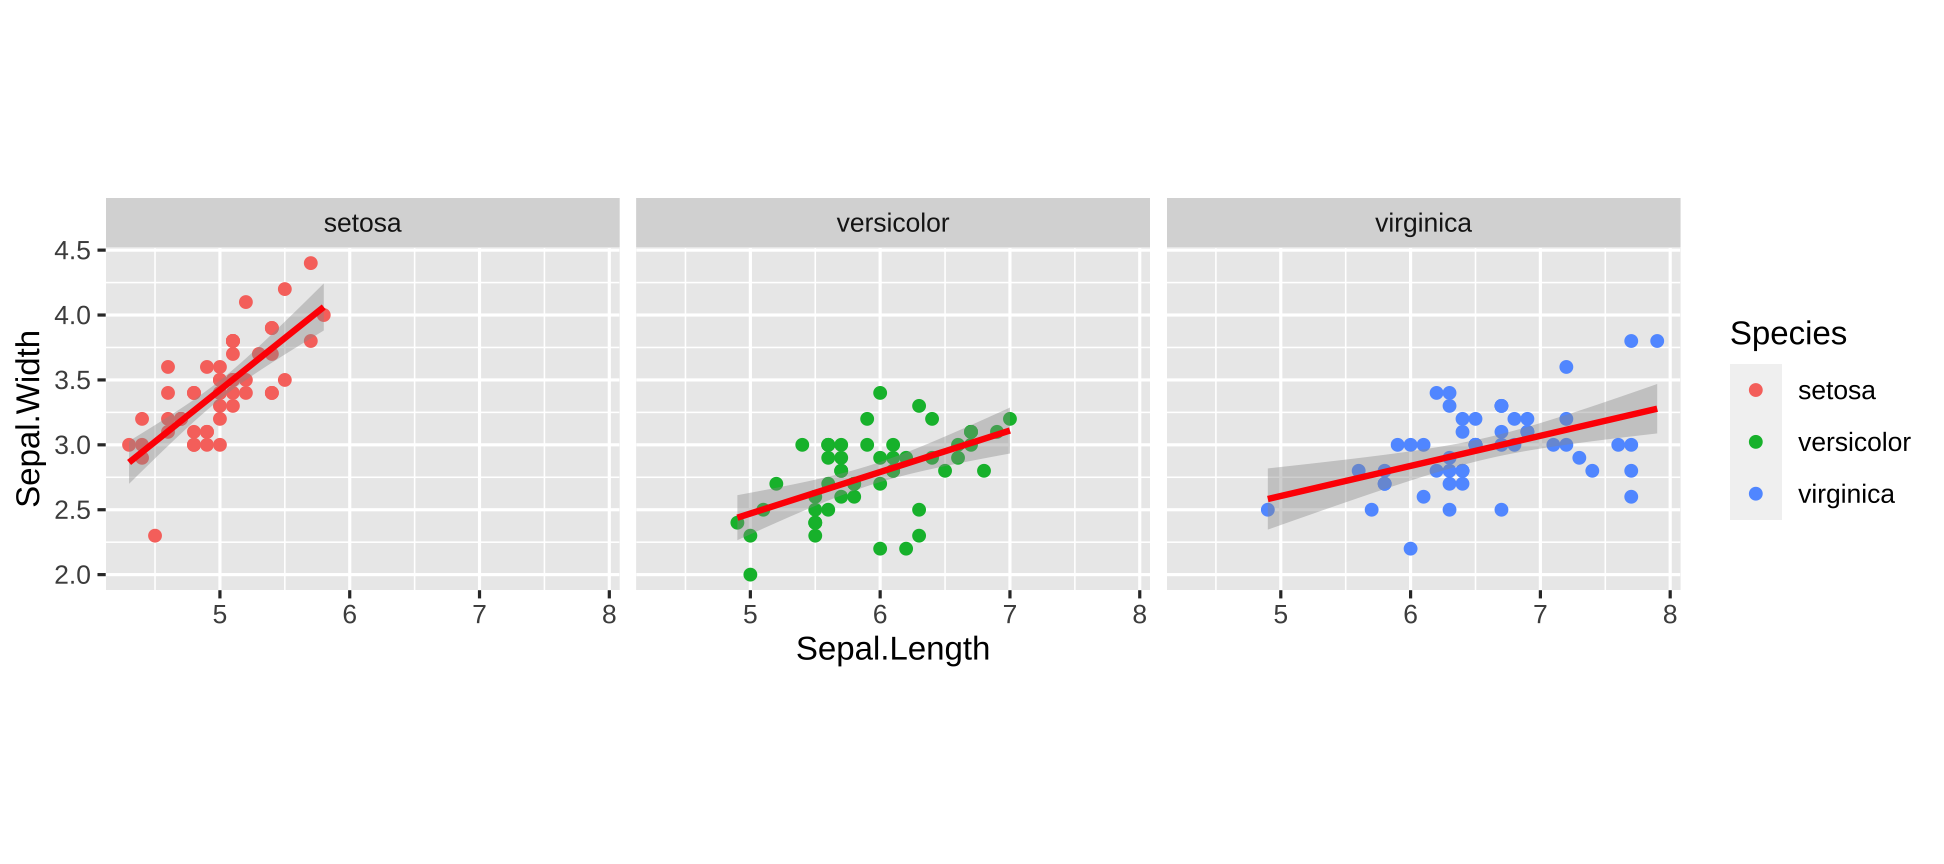 setosa
versicolor
virginica
4.5
4.0
3.5
3.0
2.5
2.0
Sepal.Width
5 6 7 8
5 6 7 8
5 6 7 8
Sepal.Length
Species
setosa
versicolor
virginica